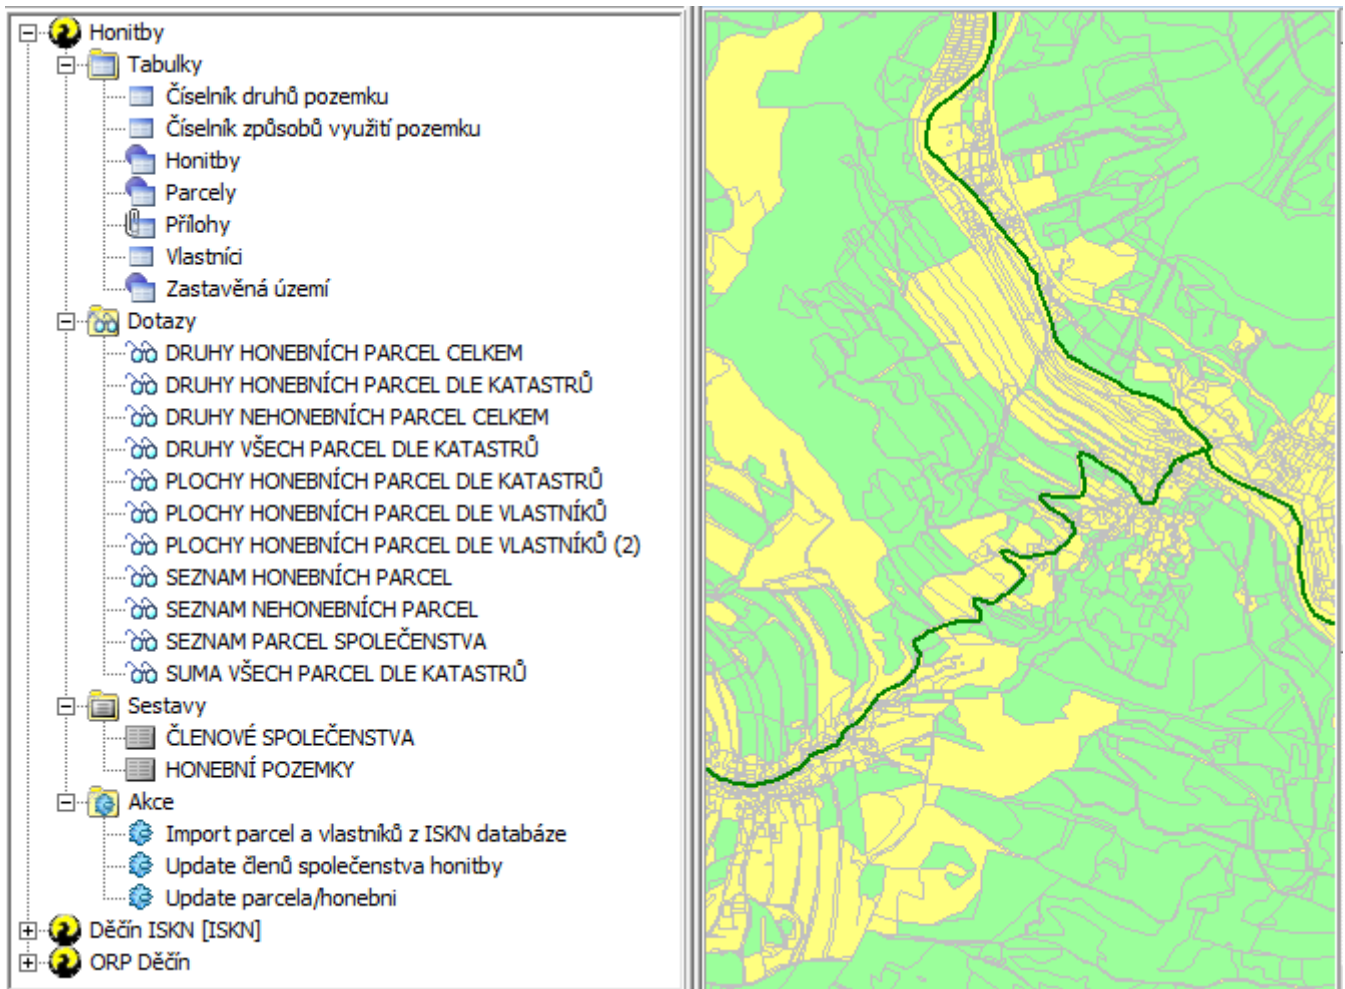 Honitby
Tabulky
Číselník druhů pozemku
Číselník způsobů využití pozemku
Honitby
Parcely
Přílohy
Vlastníci
Zastavěná území
Dotazy
DRUHY HONEBNÍCH PARCEL CELKEM
DRUHY HONEBNÍCH PARCEL DLE KATASTRŮ
DRUHY NEHONEBNÍCH PARCEL CELKEM
DRUHY VŠECH PARCEL DLE KATASTRŮ
PLOCHY HONEBNÍCH PARCEL DLE KATASTRŮ
PLOCHY HONEBNÍCH PARCEL DLE VLASTNÍKŮ
PLOCHY HONEBNÍCH PARCEL DLE VLASTNÍKŮ (2)
SEZNAM HONEBNÍCH PARCEL
SEZNAM NEHONEBNÍCH PARCEL
SEZNAM PARCEL SPOLEČENSTVA
SUMA VŠECH PARCEL DLE KATASTRŮ
Sestavy
ČLENOVÉ SPOLEČENSTVA
HONEBNÍ POZEMKY
Akce
Import parcel a vlastníků z ISKN databáze
Update členů společenstva honitby
Update parcela/honebni
Děčín ISKN [ISKN]
ORP Děčín